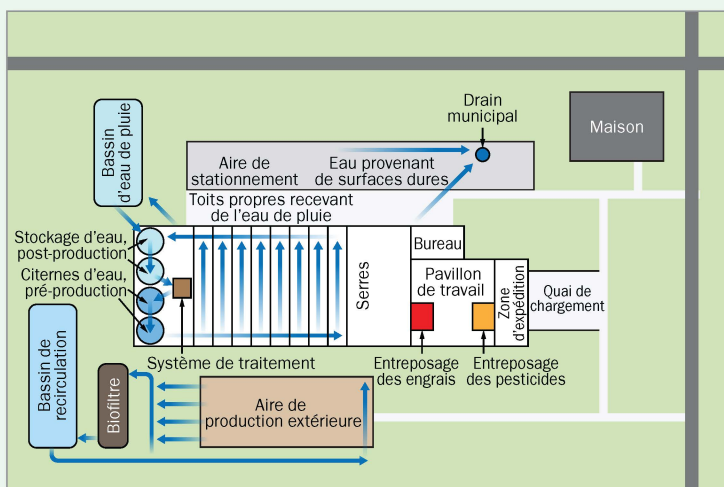 Drain
municipal
Maison
Bassin
d'eau de pluie
Aire de
stationnement
Eau provenant
de surfaces dures
Toits propres recevant
de l'eau de pluie
Stockage d'eau,
post-production
Citernes d'eau,
pré-production
Serres
Bureau
Pavillon
de travail
Zone
d'expédition
Quai de
chargement
Système de traitement
Entreposage
des engrais
Entreposage
des pesticides
Bassin de
recirculation
Biofiltre
Aire de
production extérieure